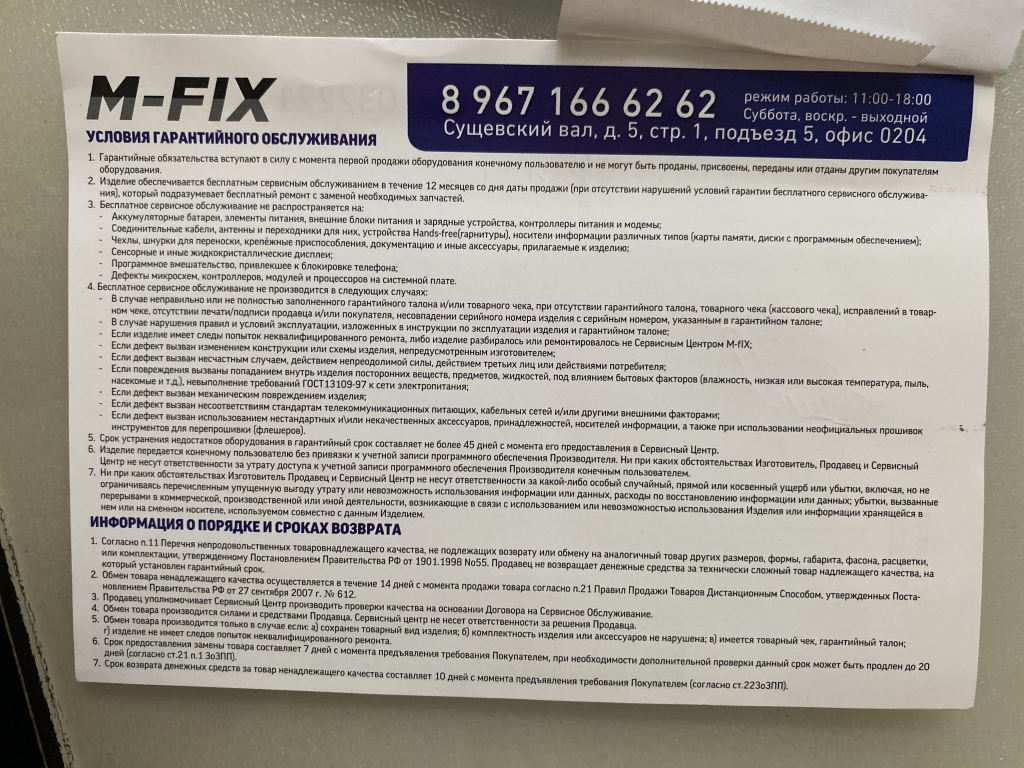 M-FIX
8 967 166 62 62
режим работы: 11:00-18:00
Суббота, воскр. - выходной
Сущевский вал, д. 5, стр. 1, подъезд 5, офис 0204
УСЛОВИЯ ГАРАНТИЙНОГО ОБСЛУЖИВАНИЯ
1. Гарантийные обязательства вступают в силу с момента первой продажи оборудования конечному пользователю и не могут быть проданы, присвоены, переданы или отданы другим покупателям
оборудования.
2. Изделие обеспечивается бесплатным сервисным обслуживанием в течение 12 месяцев со дня даты продажи (при отсутствии нарушений условий гарантии бесплатного сервисного обслужива-
ния), который подразумевает бесплатный ремонт с заменой необходимых запчастей.
3. Бесплатное сервисное обслуживание не распространяется на:
- Аккумуляторные батареи, элементы питания, внешние блоки питания и зарядные устройства, контроллеры питания и модемы;
- Соединительные кабели, антенны и переходники для них, устройства Hands-free(гарнитуры), носители информации различных типов (карты памяти, диски с программным обеспечением);
- Чехлы, шнурки для переноски, крепёжные приспособления, документацию и иные аксессуары, прилагаемые к изделию;
- Сенсорные и иные жидкокристаллические дисплеи;
- Программное вмешательство, привлекшее к блокировке телефона;
- Дефекты микросхем, контроллеров, модулей и процессоров на системной плате.
4. Бесплатное сервисное обслуживание не производится в следующих случаях:
- В случае неправильно или не полностью заполненного гарантийного талона и/или товарного чека, при отсутствии гарантийного талона, товарного чека (кассового чека), исправлений в товар-
ном чеке, отсутствии печати/подписи продавца и/или покупателя, несовпадении серийного номера изделия с серийным номером, указанным в гарантийном талоне;
- В случае нарушения правил и условий эксплуатации, изложенных в инструкции по эксплуатации изделия и гарантийном талоне;
- Если изделие имеет следы попыток неквалифицированного ремонта, либо изделие разбиралось или ремонтировалось не Сервисным Центром M-fIX;
- Если дефект вызван изменением конструкции или схемы изделия, непредусмотренным изготовителем;
- Если дефект вызван несчастным случаем, действием непреодолимой силы, действием третьих лиц или действиями потребителя;
- Если повреждения вызваны попаданием внутрь изделия посторонних веществ, предметов, жидкостей, под влиянием бытовых факторов (влажность, низкая или высокая температура, пыль,
насекомые и т.д.), невыполнение требований ГОСТ13109-97 к сети электропитания;
- Если дефект вызван механическим повреждением изделия;
- Если дефект вызван несоответствиям стандартам телекоммуникационных питающих, кабельных сетей и/или другими внешними факторами;
- Если дефект вызван использованием нестандартных и\или некачественных аксессуаров, принадлежностей, носителей информации, а также при использовании неофициальных прошивок
инструментов для перепрошивки (флешеров).
5. Срок устранения недостатков оборудования в гарантийный срок составляет не более 45 дней с момента его предоставления в Сервисный Центр.
6. Изделие передается конечному пользователю без привязки к учетной записи программного обеспечения Производителя. Ни при каких обстоятельствах Изготовитель, Продавец и Сервисный
Центр не несут ответственности за утрату доступа к учетной записи программного обеспечения Производителя конечным пользователем.
7. Ни при каких обстоятельствах Изготовитель Продавец и Сервисный Центр не несут ответственности за какой-либо особый случайный, прямой или косвенный ущерб или убытки, включая, но не
ограничиваясь перечисленным упущенную выгоду утрату или невозможность использования информации или данных, расходы по восстановлению информации или данных; убытки, вызванные
перерывами в коммерческой, производственной или иной деятельности, возникающие в связи с использованием или невозможностью использования Изделия или информации хранящейся в
нем или на сменном носителе, используемом совместно с данным Изделием.
ИНФОРМАЦИЯ О ПОРЯДКЕ И СРОКАХ ВОЗВРАТА
1. Согласно п.11 Перечня непродовольственных товаровнадлежащего качества, не подлежащих возврату или обмену на аналогичный товар других размеров, формы, габарита, фасона, расцветки,
или комплектации, утвержденному Постановлением Правительства РФ от 1901.1998 No55. Продавец не возвращает денежные средства за технически сложный товар надлежащего качества, на
который установлен гарантийный срок.
2. Обмен товара ненадлежащего качества осуществляется в течение 14 дней с момента продажи товара согласно п.21 Правил Продажи Товаров Дистанционным Способом, утвержденных Поста-
новлением Правительства РФ от 27 сентября 2007 г. № 612.
3. Продавец уполномочивает Сервисный Центр производить проверки качества на основании Договора на Сервисное Обслуживание.
4. Обмен товара производится силами и средствами Продавца. Сервисный центр не несет ответственности за решения Продавца.
5. Обмен товара производится только в случае если: а) сохранен товарный вид изделия; б) комплектность изделия или аксессуаров не нарушена; в) имеется товарный чек, гарантийный талон;
г) изделие не имеет следов попыток неквалифицированного ремонта.
6. Срок предоставления замены товара составляет 7 дней с момента предъявления требования Покупателем, при необходимости дополнительной проверки данный срок может быть продлен до 20
дней (согласно ст.21 п.1 ЗоЗПП).
7. Срок возврата денежных средств за товар ненадлежащего качества составляет 10 дней с момента предъявления требования Покупателем (согласно ст.22ЗоЗПП).